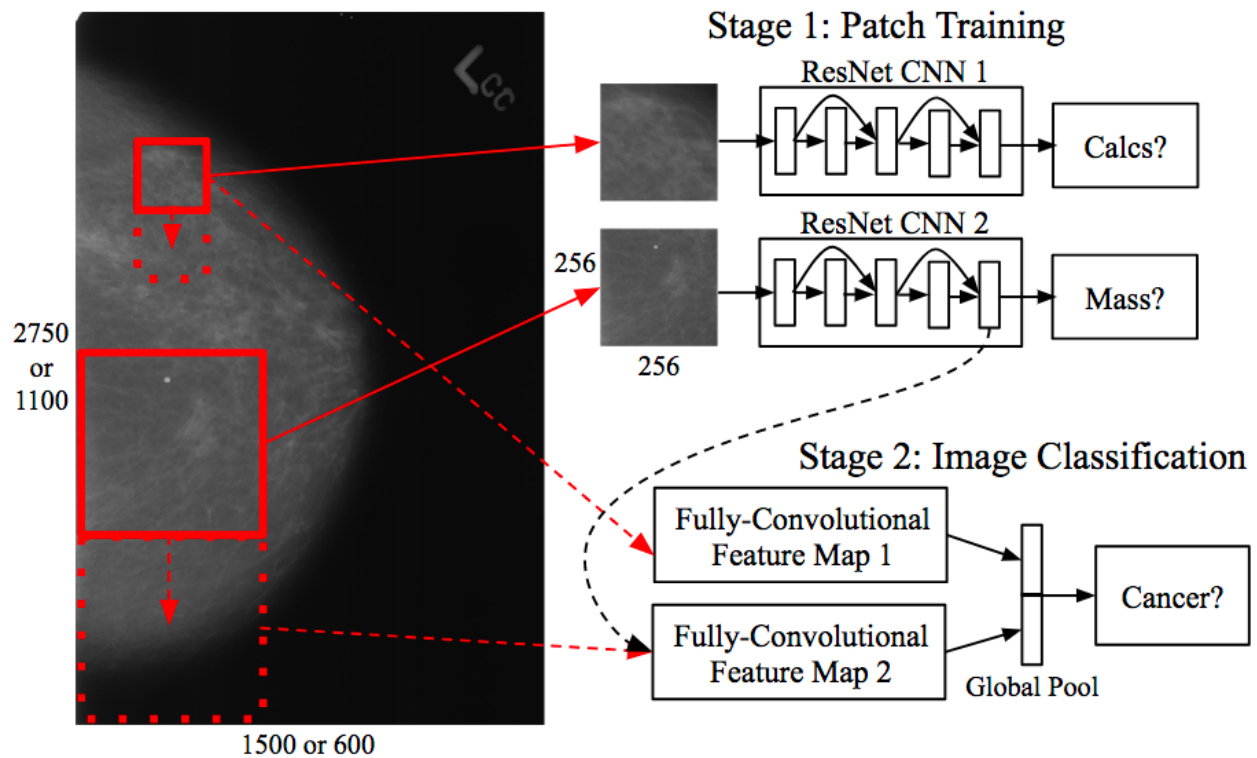 LCC
Stage 1: Patch Training
ResNet CNN 1
Calcs?
ResNet CNN 2
256
Mass?
256
2750
or
1100
Stage 2: Image Classification
Fully-Convolutional
Feature Map 1
Cancer?
Fully-Convolutional
Feature Map 2
Global Pool
1500 or 600